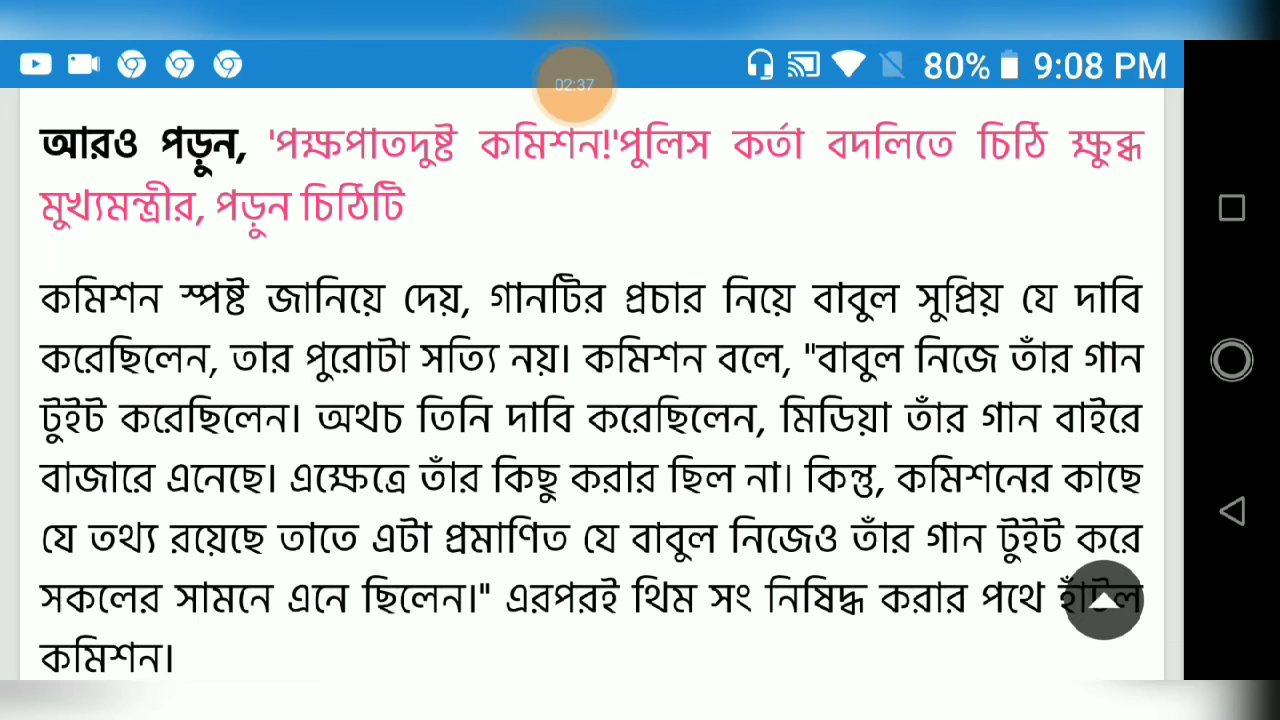 02:37
80% 9:08 PM
আরও পড়ুন, 'পক্ষপাতদুষ্ট কমিশন!'পুলিস কর্তা বদলিতে চিঠি ক্ষুব্ধ
মুখ্যমন্ত্রীর, পড়ুন চিঠিটি
কমিশন স্পষ্ট জানিয়ে দেয়, গানটির প্রচার নিয়ে বাবুল সুপ্রিয় যে দাবি
করেছিলেন, তার পুরোটা সত্যি নয়। কমিশন বলে, "বাবুল নিজে তাঁর গান
টুইট করেছিলেন। অথচ তিনি দাবি করেছিলেন, মিডিয়া তাঁর গান বাইরে
বাজারে এনেছে। এক্ষেত্রে তাঁর কিছু করার ছিল না। কিন্তু, কমিশনের কাছে
যে তথ্য রয়েছে তাতে এটা প্রমাণিত যে বাবুল নিজেও তাঁর গান টুইট করে
সকলের সামনে এনে ছিলেন।" এরপরই থিম সং নিষিদ্ধ করার পথে হাঁটল
কমিশন।